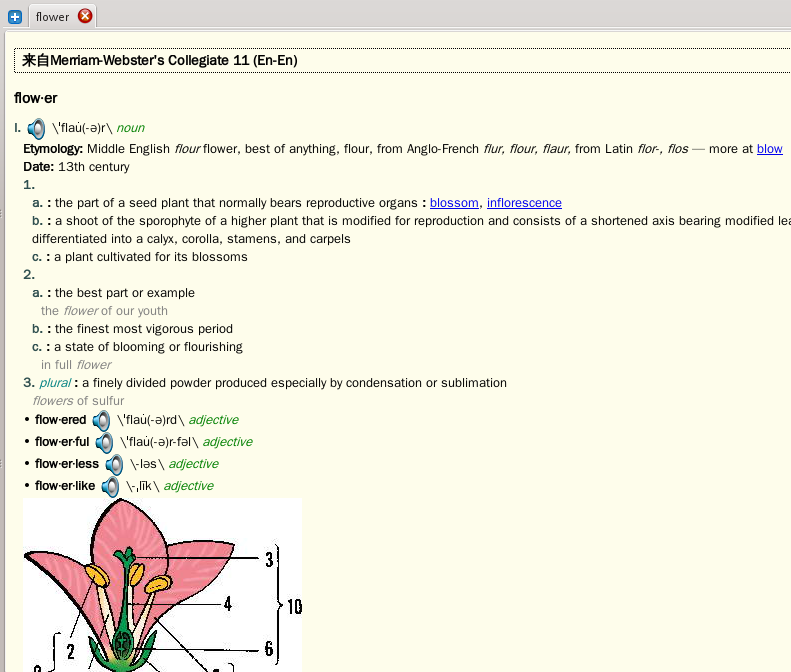 flower
来自Merriam-Webster's Collegiate 11 (En-En)
flow·er
I. \ˈflau̇(-ə)r\ noun
Etymology: Middle English flour flower, best of anything, flour, from Anglo-French flur, flour, flaur, from Latin flor-, flos — more at blow
Date: 13th century
1.
a. : the part of a seed plant that normally bears reproductive organs : blossom, inflorescence
b. : a shoot of the sporophyte of a higher plant that is modified for reproduction and consists of a shortened axis bearing modified
differentiated into a calyx, corolla, stamens, and carpels
c. : a plant cultivated for its blossoms
2.
a. : the best part or example
the flower of our youth
b. : the finest most vigorous period
c. : a state of blooming or flourishing
in full flower
3. plural : a finely divided powder produced especially by condensation or sublimation
flowers of sulfur
• flow·ered \ˈflau̇(-ə)rd\ adjective
• flow·er·ful \ˈflau̇(-ə)r-fəl\ adjective
• flow·er·less \-ləs\ adjective
• flow·er·like \-ˌlīk\ adjective
3
4
10
2
6